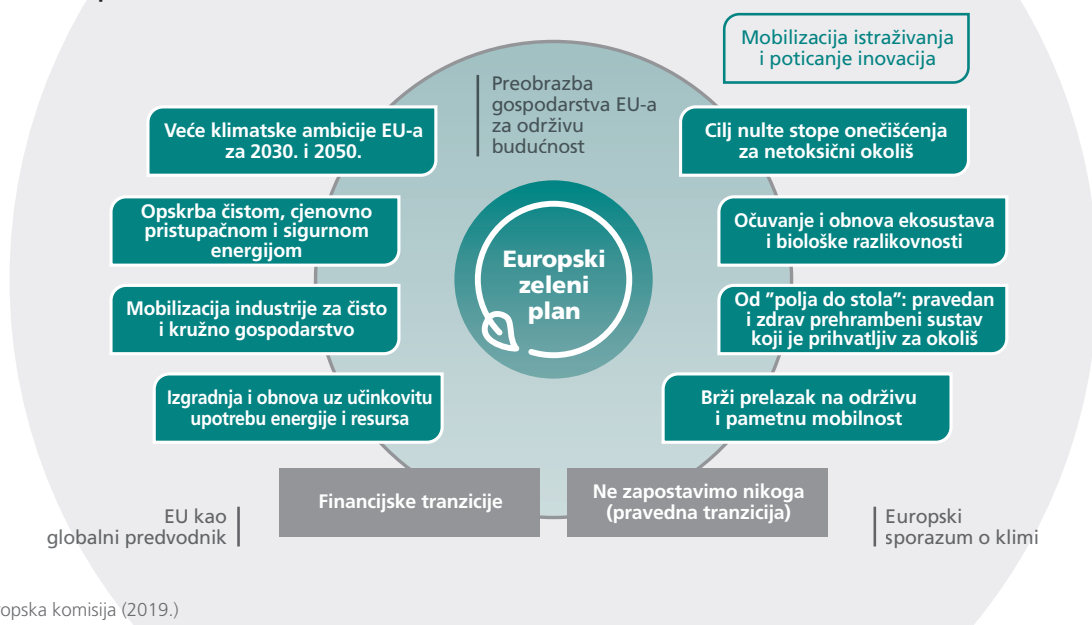 Mobilizacija istraživanja
i poticanje inovacija
Preobrazba
gospodarstva EU-a
za održivu
budućnost
Veće klimatske ambicije EU-a
za 2030. i 2050.
Cilj nulte stope onečišćenja
za netoksični okoliš
Opskrba čistom, cjenovno
pristupačnom i sigurnom
energijom
Očuvanje i obnova ekosustava
i biološke razlikovnosti
Europski
zeleni
plan
Mobilizacija industrije za čisto
i kružno gospodarstvo
Od ”polja do stola”: pravedan
i zdrav prehrambeni sustav
koji je prihvatljiv za okoliš
Izgradnja i obnova uz učinkovitu
upotrebu energije i resursa
Brži prelazak na održivu
i pametnu mobilnost
Financijske tranzicije
Ne zapostavimo nikoga
(pravedna tranzicija)
EU kao
globalni predvodnik
Europski
sporazum o klimi
opska komisija (2019.)